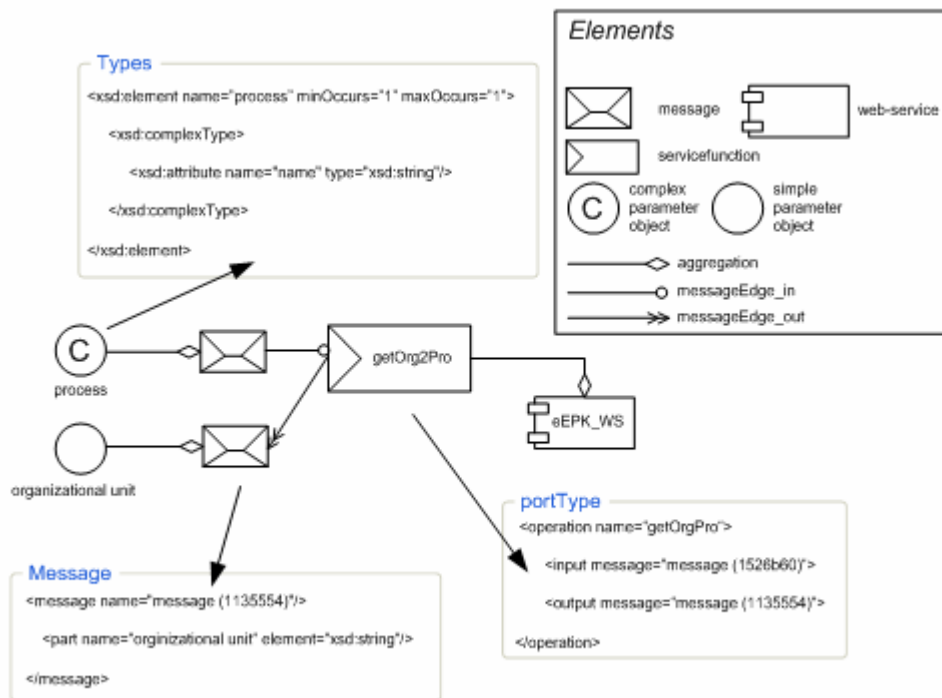 Elements
message
web-service
servicefunction
C
complex
parameter
object
simple
parameter
object
aggregation
messageEdge_in
messageEdge_out
Types
<xsd:element name="process" minOccurs="1" maxOccurs="1">
<xsd:complexType>
<xsd:attribute name="name" type="xsd:string"/>
</xsd:complexType>
</xsd:element>
C
process
getOrg2Pro
eEPK_WS
organizational unit
portType
<operation name="getOrgPro">
<input message="message (1526b60)">
<output message="message (1135554)">
</operation>
Message
<message name="message (1135554)"/>
<part name="orginizational unit" element="xsd:string"/>
</message>